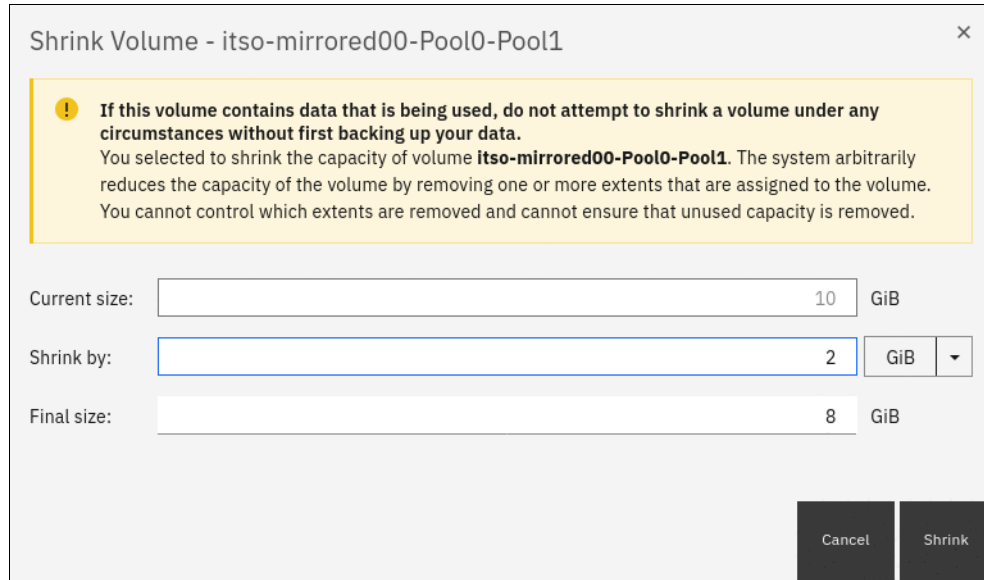 Shrink Volume - itso-mirrored00-Pool0-Pool1
If this volume contains data that is being used, do not attempt to shrink a volume under any
circumstances without first backing up your data.
You selected to shrink the capacity of volume itso-mirrored00-Pool0-Pool1. The system arbitrarily
reduces the capacity of the volume by removing one or more extents that are assigned to the volume.
You cannot control which extents are removed and cannot ensure that unused capacity is removed.
Current size: 10 GiB
Shrink by: 2 GiB
Final size: 8 GiB
Cancel Shrink